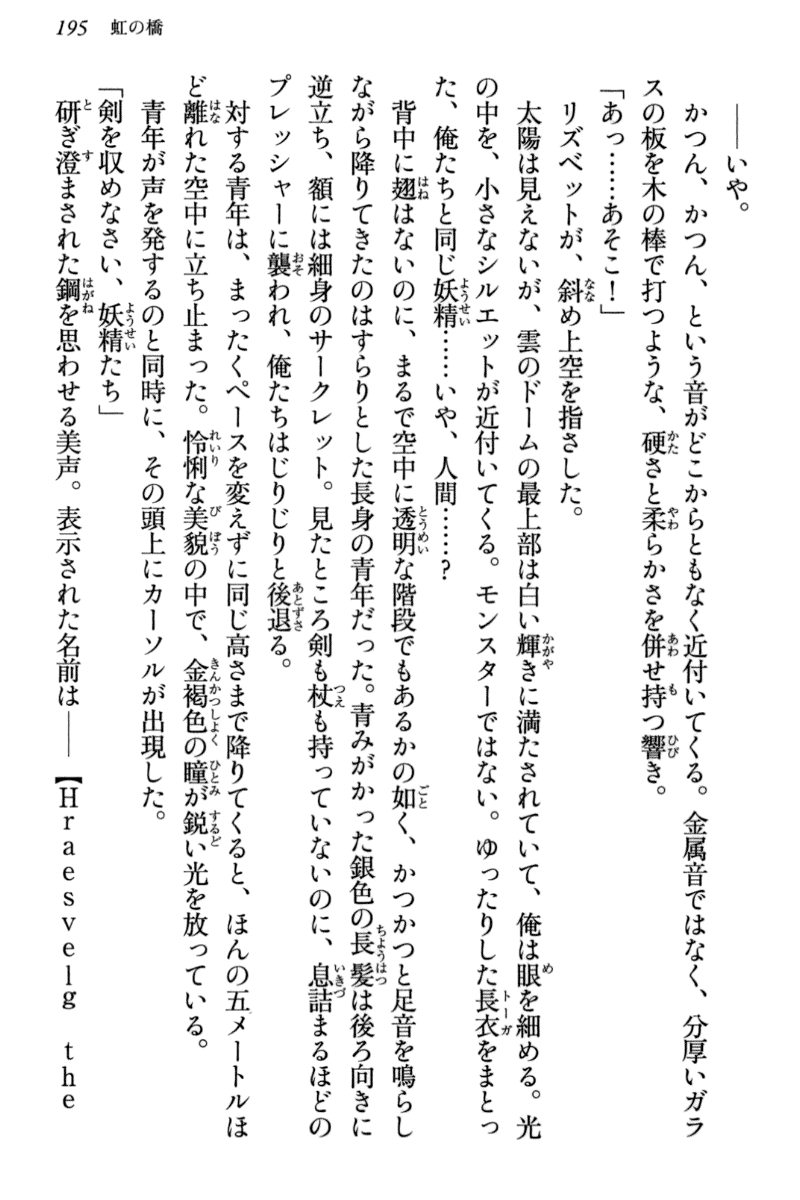 195 虹の橋
――いや。
かつん、かつん、という音がどこからともなく近付いてくる。金属音ではなく、分厚いガラ
スの板を木の棒で打つような、硬さと柔らかさを併せ持つ響き。
「あっ……あそこ！」
リズベットが、斜め上空を指さした。
太陽は見えないが、雲のドームの最上部は白い輝きに満たされていて、俺は眼を細める。光
の中を、小さなシルエットが近付いてくる。モンスターではない。ゆったりした長衣をまとっ
た、俺たちと同じ妖精……いや、人間……？
背中に翅はないのに、まるで空中に透明な階段でもあるかの如く、かつかつと足音を鳴らし
ながら降りてきたのはすらりとした長身の青年だった。青みがかった銀色の長髪は後ろ向きに
逆立ち、額には細身のサークレット。見たところ剣も杖も持っていないのに、息詰まるほどの
プレッシャーに襲われ、俺たちはじりじりと後退る。
対する青年は、まったくペースを変えずに同じ高さまで降りてくると、ほんの五メートルほ
ど離れた空中に立ち止まった。怜悧な美貌の中で、金褐色の瞳が鋭い光を放っている。
青年が声を発するのと同時に、その頭上にカーソルが出現した。
「剣を収めなさい、妖精たち」
研ぎ澄まされた鋼を思わせる美声。表示された名前は――【Ｈｒａｅｓｖｅｌｇ　ｔｈｅ